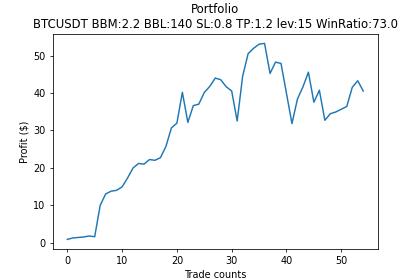 Portfolio
BTCUSDT BBM:2.2 BBL:140 SL:0.8 TP:1.2 lev:15 WinRatio:73.0
50
40
30
20
10
0
Profit ($)
0 10 20 30 40 50
Trade counts